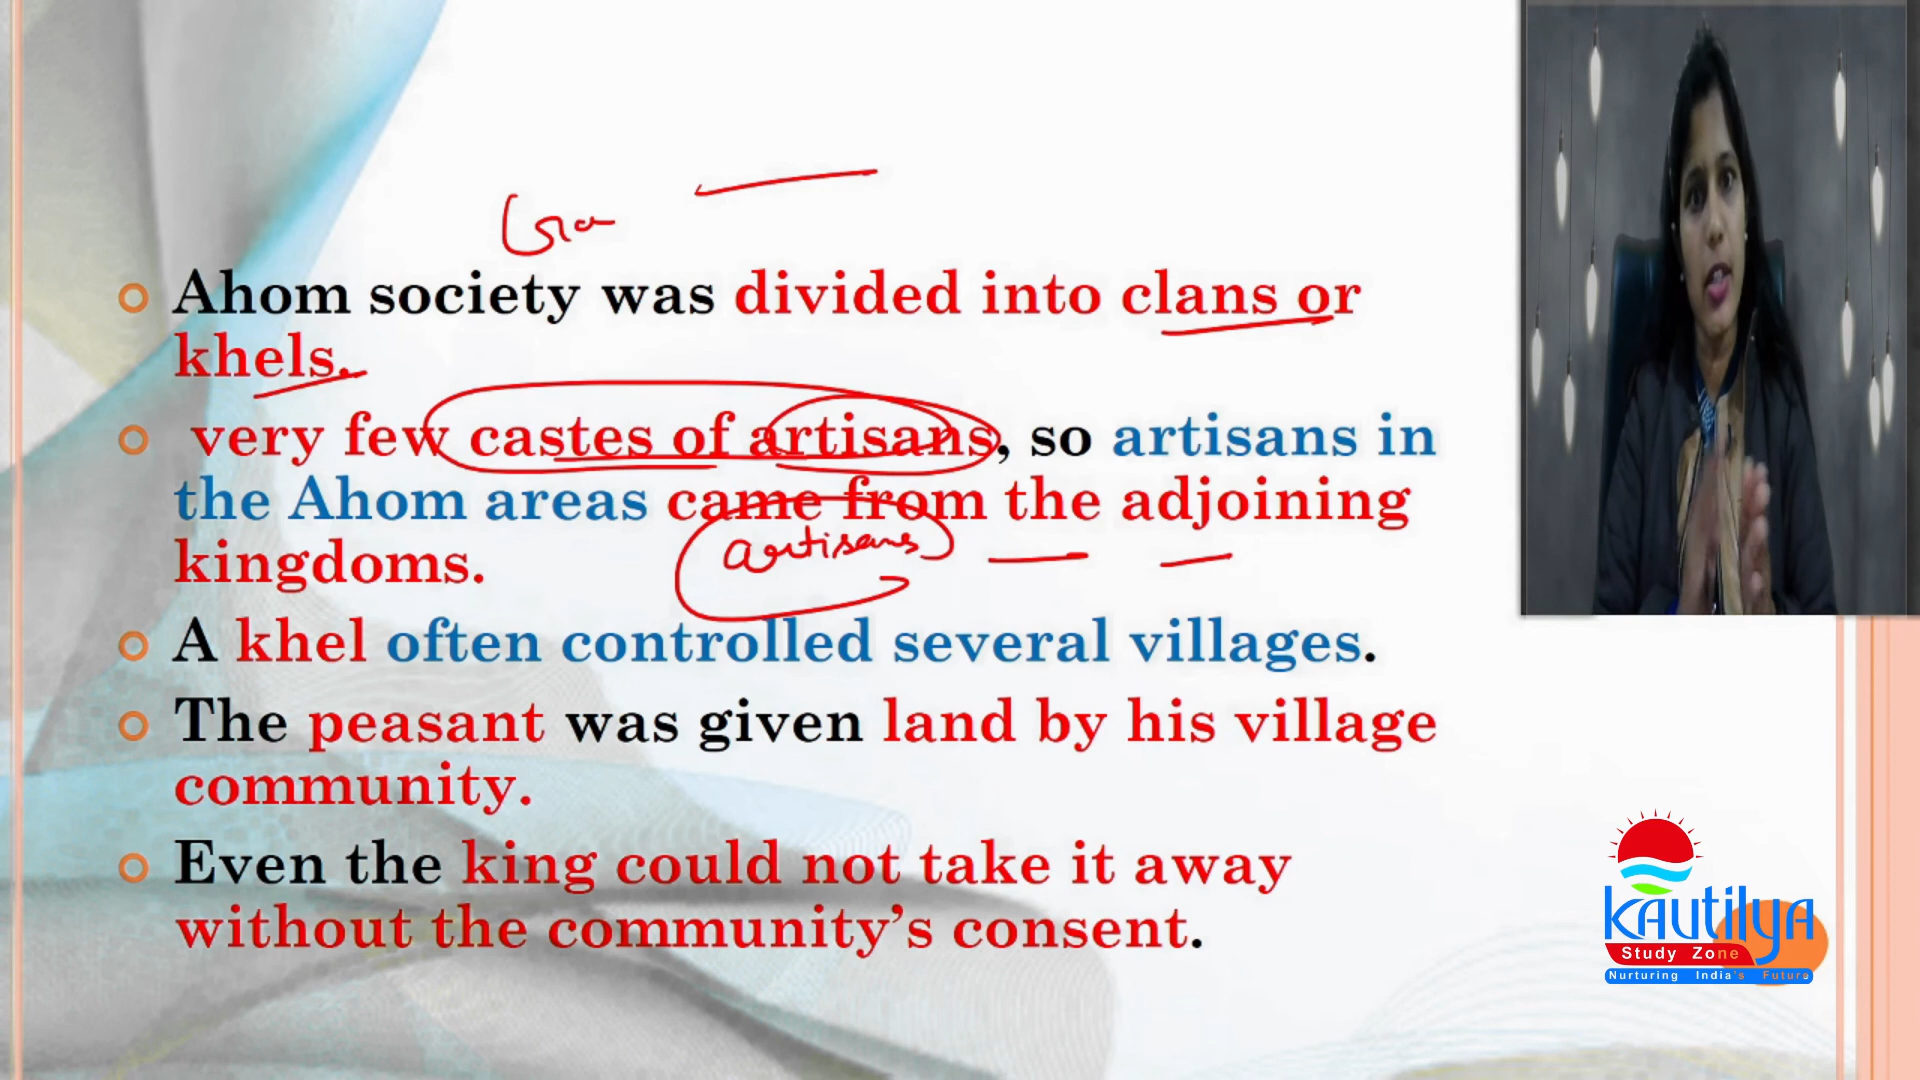 Ahom society was divided into clans or
khels.
very few castes of artisans, so artisans in
the Ahom areas came from the adjoining
kingdoms.
artisans
A khel often controlled several villages.
The peasant was given land by his village
community.
Even the king could not take it away
without the community's consent.
Kautilya
Study Zone
Nurturing India's Future